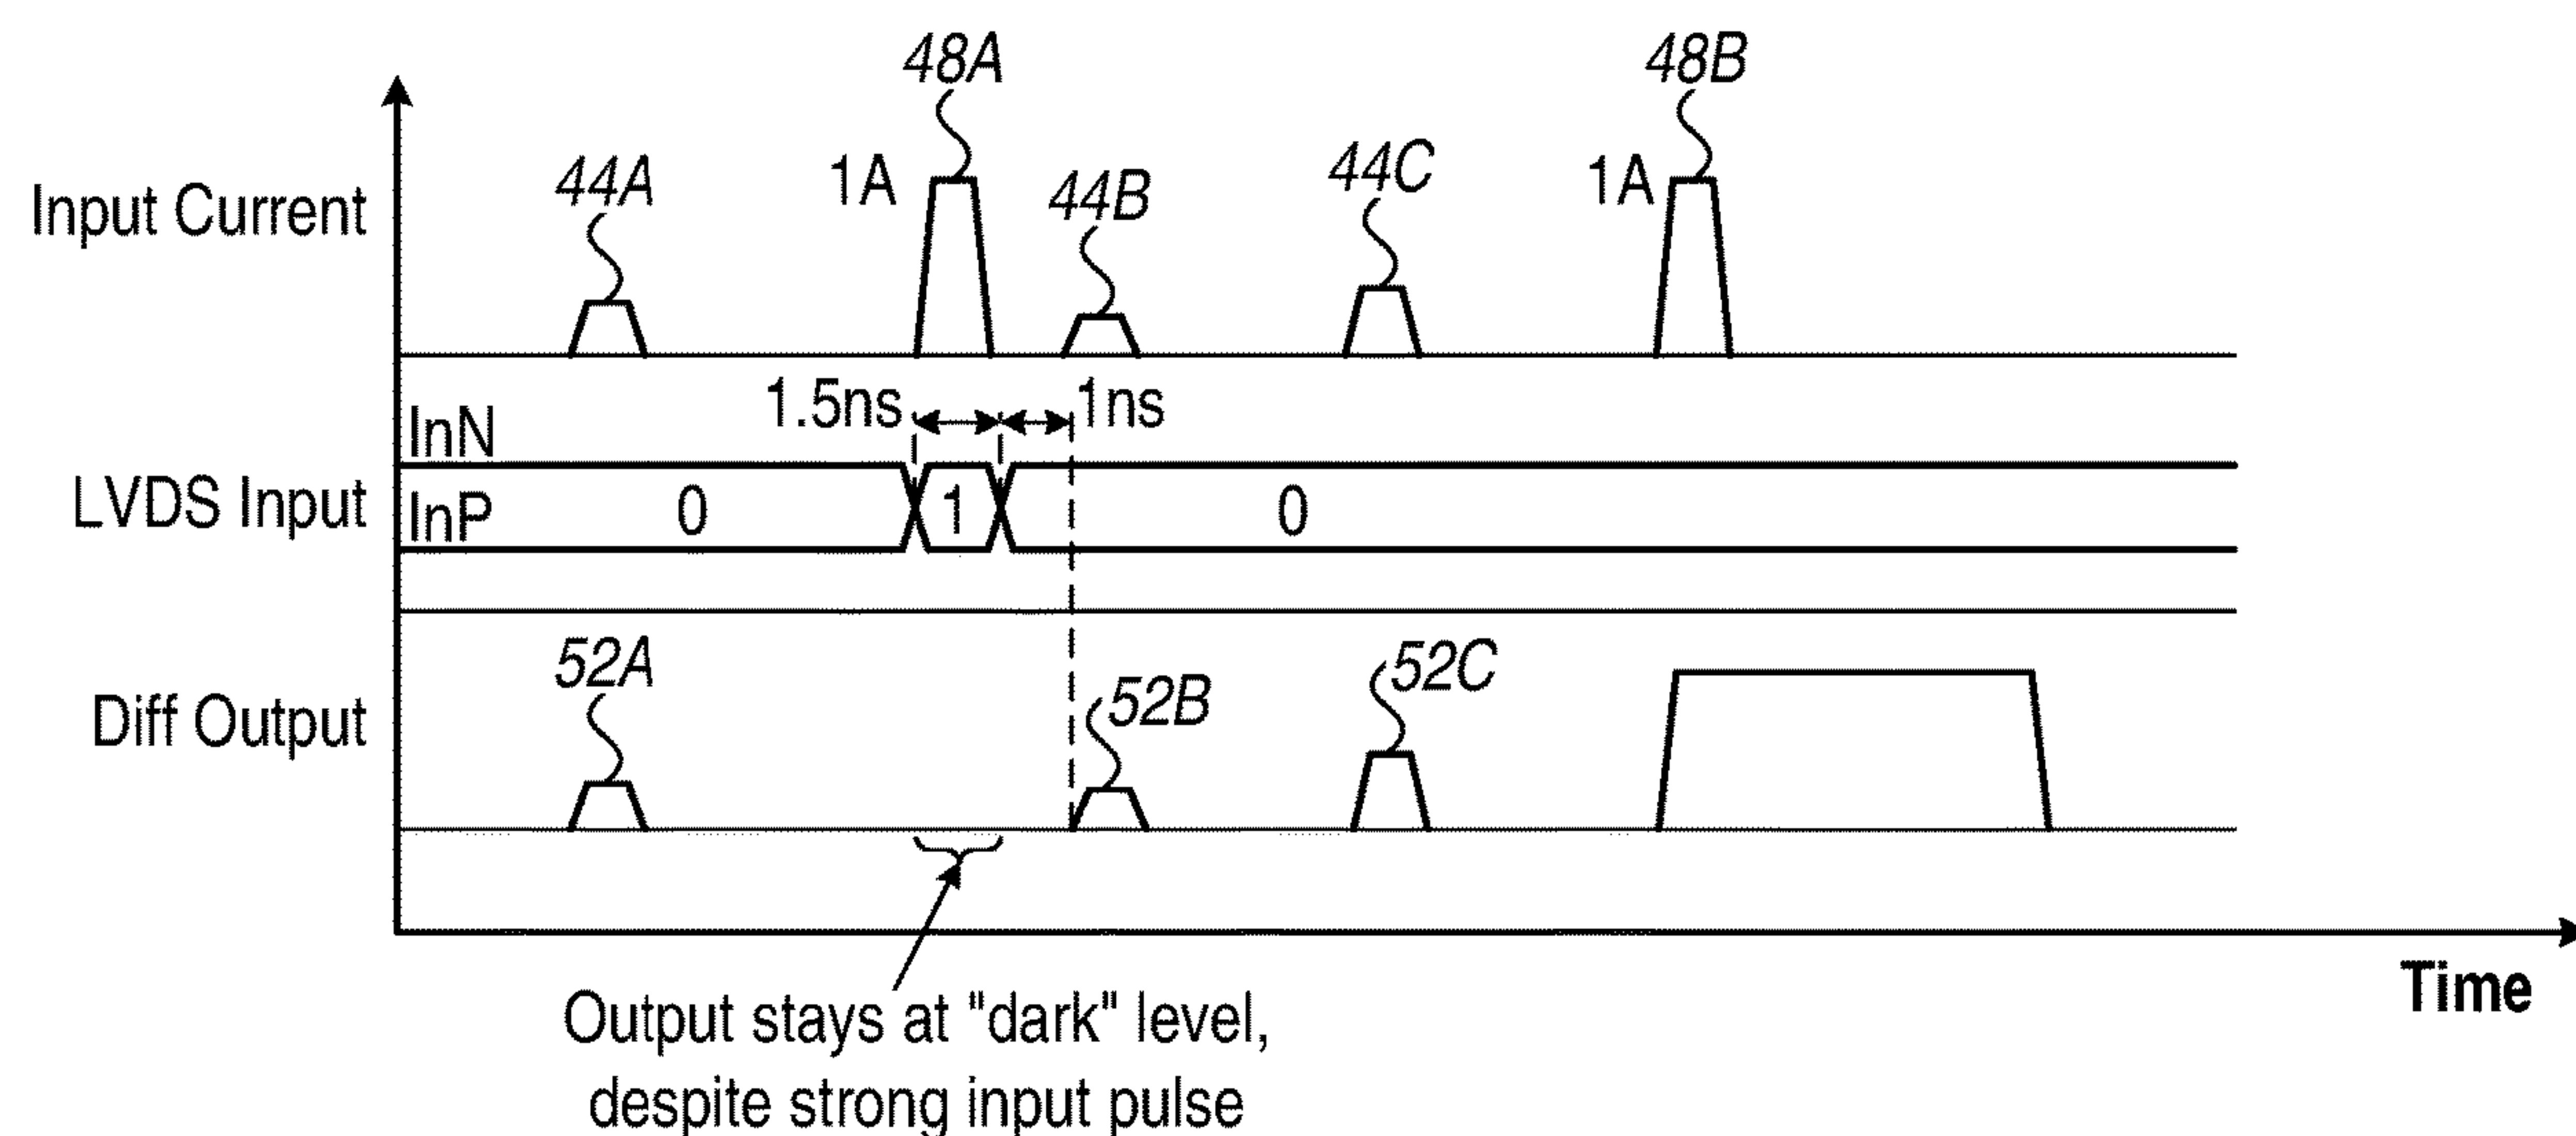 48A
48B
44A
1A
44B
44C
1A
Input Current
1.5ns
1ns
InN
LVDS Input
InP
0
1
0
52A
52B
52C
Diff Output
Time
Output stays at "dark" level,
despite strong input pulse